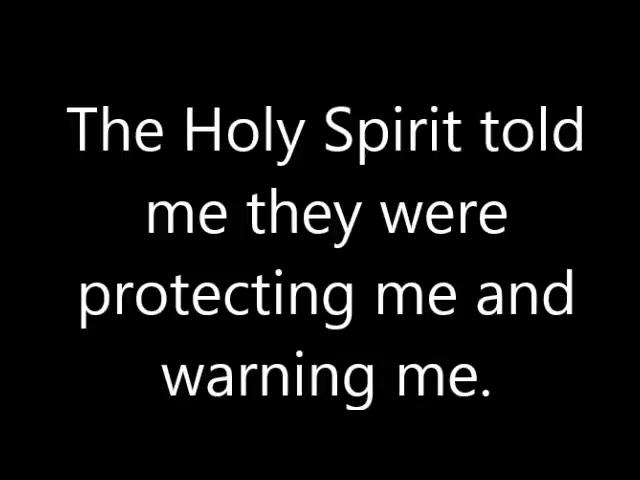 The Holy Spirit told
me they were
protecting me and
warning me.